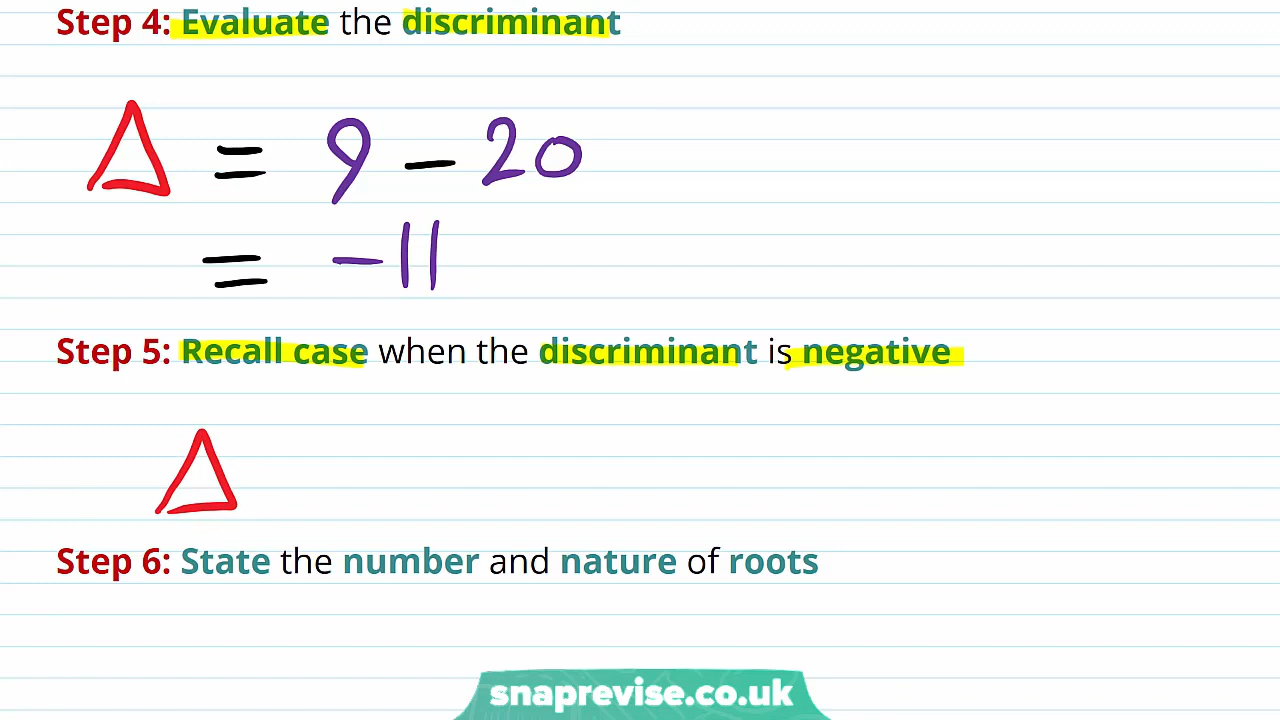 Step 4: Evaluate the discriminant
Δ = 9 - 20
= -11
Step 5: Recall case when the discriminant is negative
Δ
Step 6: State the number and nature of roots
snaprevise.co.uk